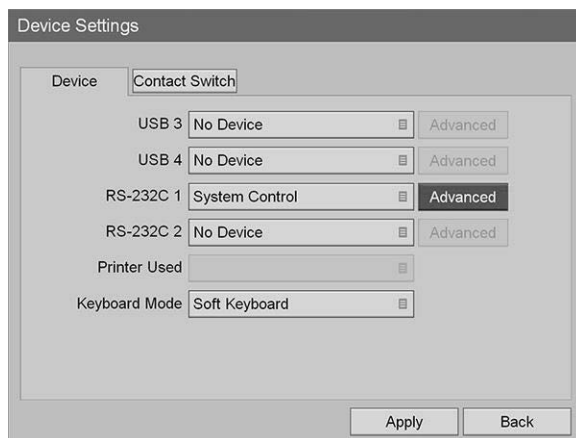 Device Settings
Device Contact Switch
USB 3 No Device Advanced
USB 4 No Device Advanced
RS-232C 1 System Control Advanced
RS-232C 2 No Device Advanced
Printer Used
Keyboard Mode Soft Keyboard
Apply Back